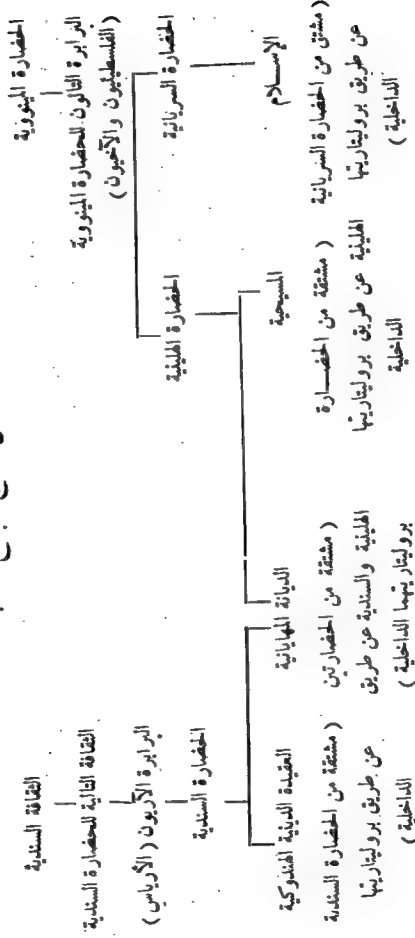 الحضارة المينوية
البرابرة التالون للحضارة المينوية
(الفلسطينيون والآخيون)
الحضارة السريانية
الإسلام
(مشتق من الحضارة السريانية
عن طريق بروليتاريتها
الداخلية)
الحضارة الهلينية
المسيحية
(مشتقة من الحضارة
الهلينية عن طريق بروليتاريتها
الداخلية)
الثقافة السندية
الثقافة التالية للحضارة السندية
البرابرة الآريون (الأرياس)
الحضارة السندية
الديانة المهايانية
(مشتقة من الحضارتين
الهلينية والسندية عن طريق
بروليتاريتهما الداخلية)
العقيدة الدينية الهندوكية
(مشتقة من الحضارة السندية
عن طريق بروليتاريتها
الداخلية)